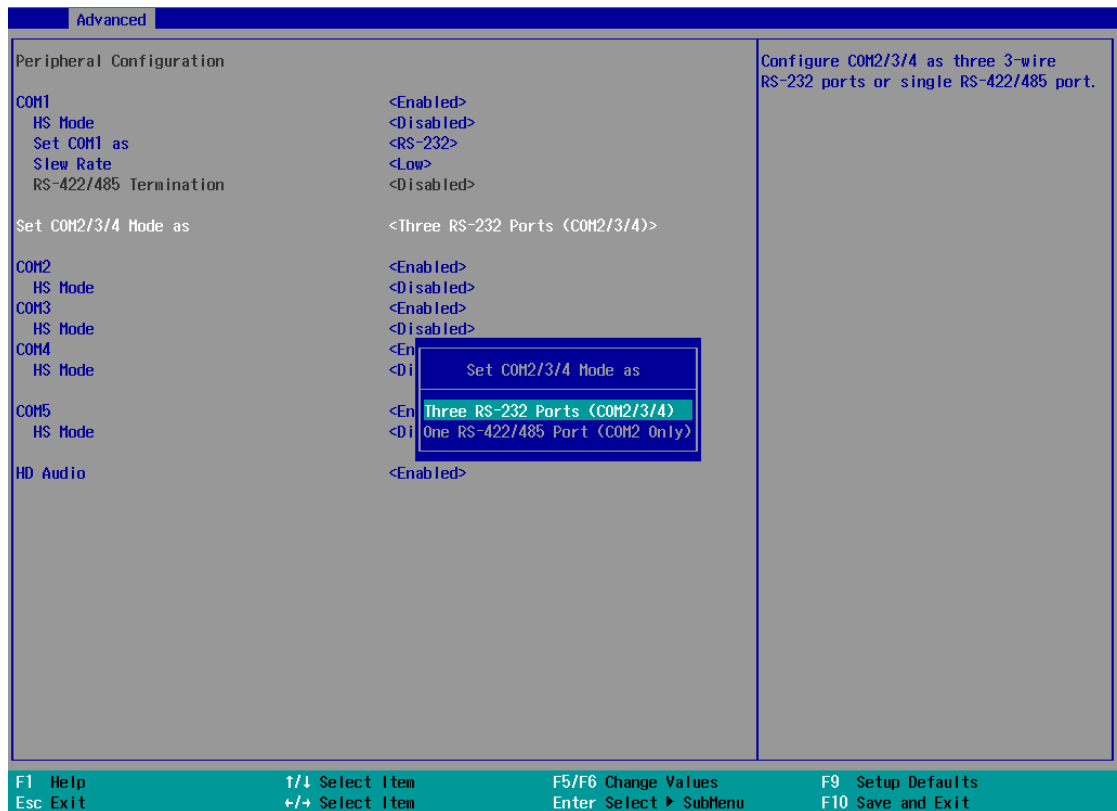 Advanced
Peripheral Configuration
Configure COM2/3/4 as three 3-wire
RS-232 ports or single RS-422/485 port.
COM1 <Enabled>
HS Mode <Disabled>
Set COM1 as <RS-232>
Slew Rate <Low>
RS-422/485 Termination <Disabled>
Set COM2/3/4 Mode as <Three RS-232 Ports (COM2/3/4)>
COM2 <Enabled>
HS Mode <Disabled>
COM3 <Enabled>
HS Mode <Disabled>
COM4 <En
HS Mode <Di
COM5 <En
HS Mode <Di
HD Audio <Enabled>
Set COM2/3/4 Mode as
Three RS-232 Ports (COM2/3/4)
One RS-422/485 Port (COM2 Only)
F1 Help ↑/↓ Select Item F5/F6 Change Values F9 Setup Defaults
Esc Exit ←/→ Select Item Enter Select ▶ SubMenu F10 Save and Exit